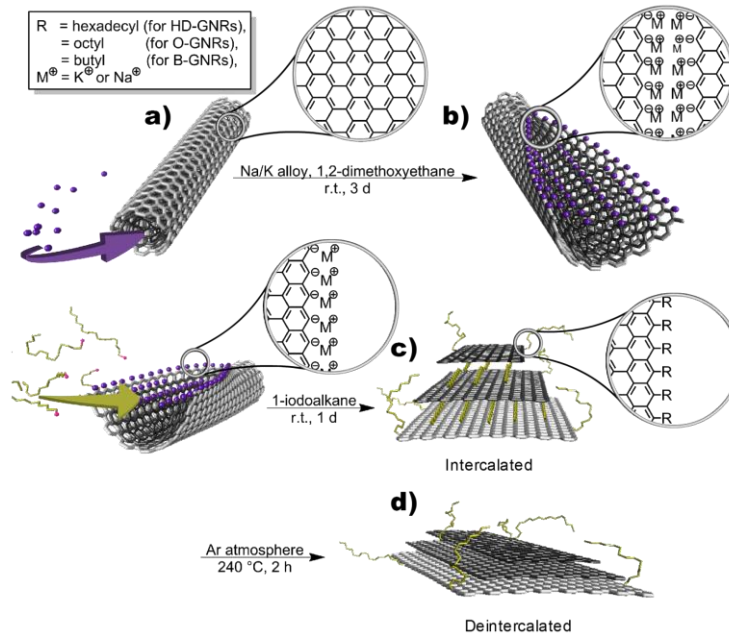 R = hexadecyl (for HD-GNRs),
= octyl (for O-GNRs),
= butyl (for B-GNRs),
M⊕ = K⊕ or Na⊕
a)
b)
⊖ M⊕ M⊕ ⊖
⊖ M⊕ M⊕ ⊖
⊖ M⊕ M⊕ ⊖
⊖ M⊕ M⊕ ⊖
⊖ M⊕ M⊕ ⊖
Na/K alloy, 1,2-dimethoxyethane
r.t., 3 d
⊖ M⊕
⊖ M⊕
⊖ M⊕
⊖ M⊕
⊖ M⊕
c)
R
R
R
R
R
R
1-iodoalkane
r.t., 1 d
Intercalated
d)
Ar atmosphere
240 °C, 2 h
Deintercalated